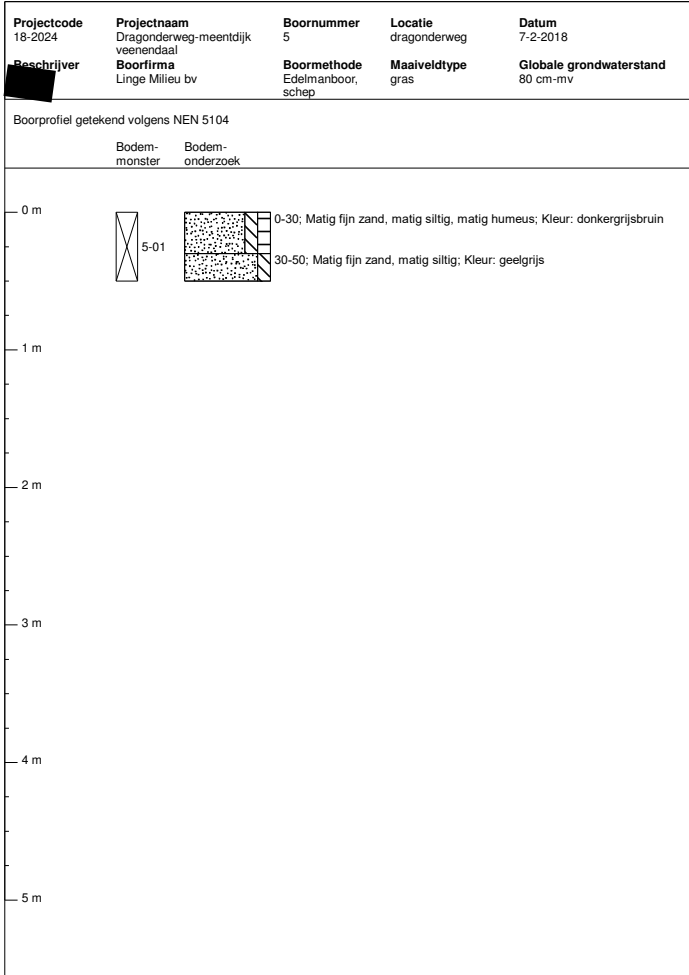 Projectcode Projectnaam Boornummer Locatie Datum
18-2024 Dragonderweg-meentdijk 5 dragonderweg 7-2-2018
veenendaal
Beschrijver Boorfirma Boormethode Maaiveldtype Globale grondwaterstand
Linge Milieu bv Edelmanboor, gras 80 cm-mv
schep
Boorprofiel getekend volgens NEN 5104
Bodem- Bodem-
monster onderzoek
0 m
0-30; Matig fijn zand, matig siltig, matig humeus; Kleur: donkergrijsbruin
5-01
30-50; Matig fijn zand, matig siltig; Kleur: geelgrijs
1 m
2 m
3 m
4 m
5 m